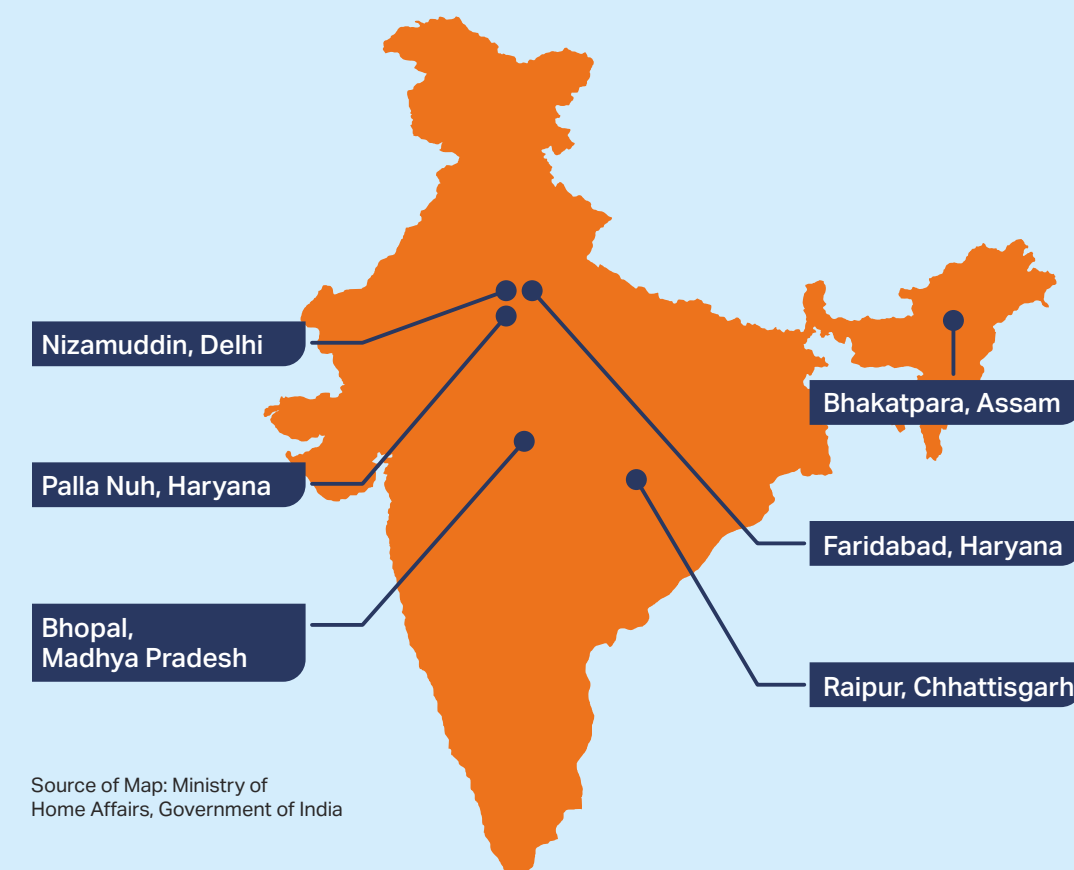 Nizamuddin, Delhi
Palla Nuh, Haryana
Bhopal,
Madhya Pradesh
Bhakatpara, Assam
Faridabad, Haryana
Raipur, Chhattisgarh
Source of Map: Ministry of
Home Affairs, Government of India